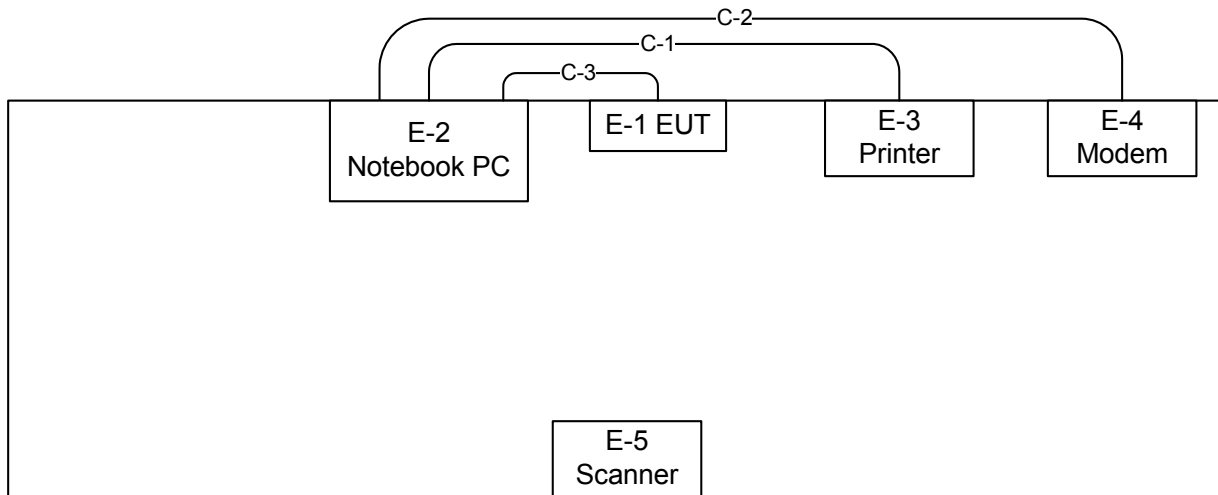 C-2
C-1
C-3
E-2
Notebook PC
E-1 EUT
E-3
Printer
E-4
Modem
E-5
Scanner